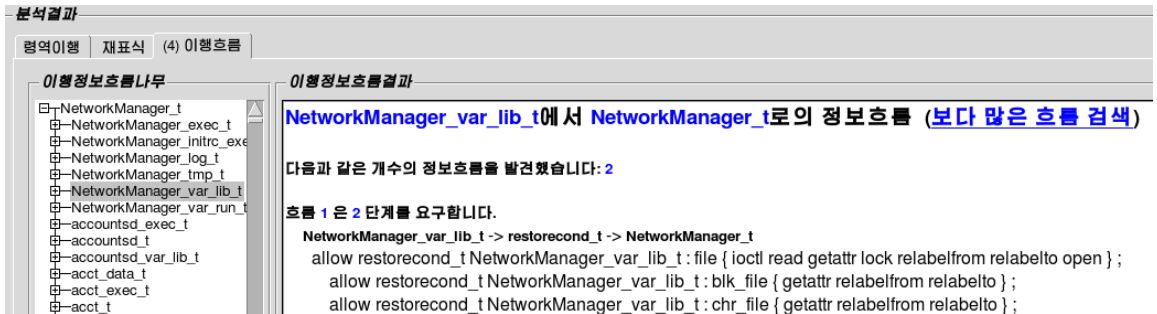 분석결과
령역이행 재표식 (4) 이행흐름
이행정보흐름나무
NetworkManager_t
NetworkManager_exec_t
NetworkManager_initrc_exe
NetworkManager_log_t
NetworkManager_tmp_t
NetworkManager_var_lib_t
NetworkManager_var_run_t
accountsd_exec_t
accountsd_t
accountsd_var_lib_t
acct_data_t
acct_exec_t
acct_t
이행정보흐름결과
NetworkManager_var_lib_t에서 NetworkManager_t로의 정보흐름 (보다 많은 흐름 검색)
다음과 같은 개수의 정보흐름을 발견했습니다: 2
흐름 1 은 2 단계를 요구합니다.
NetworkManager_var_lib_t -> restorecond_t -> NetworkManager_t
allow restorecond_t NetworkManager_var_lib_t : file { ioctl read getattr lock relabelfrom relabelto open } ;
allow restorecond_t NetworkManager_var_lib_t : blk_file { getattr relabelfrom relabelto } ;
allow restorecond_t NetworkManager_var_lib_t : chr_file { getattr relabelfrom relabelto } ;